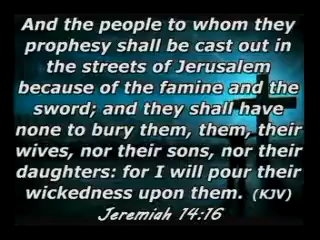 And the people to whom they
prophesy shall be cast out in
the streets of Jerusalem
because of the famine and the
sword; and they shall have
none to bury them, them, their
wives, nor their sons, nor their
daughters: for I will pour their
wickedness upon them. (KJV)
Jeremiah 14:16